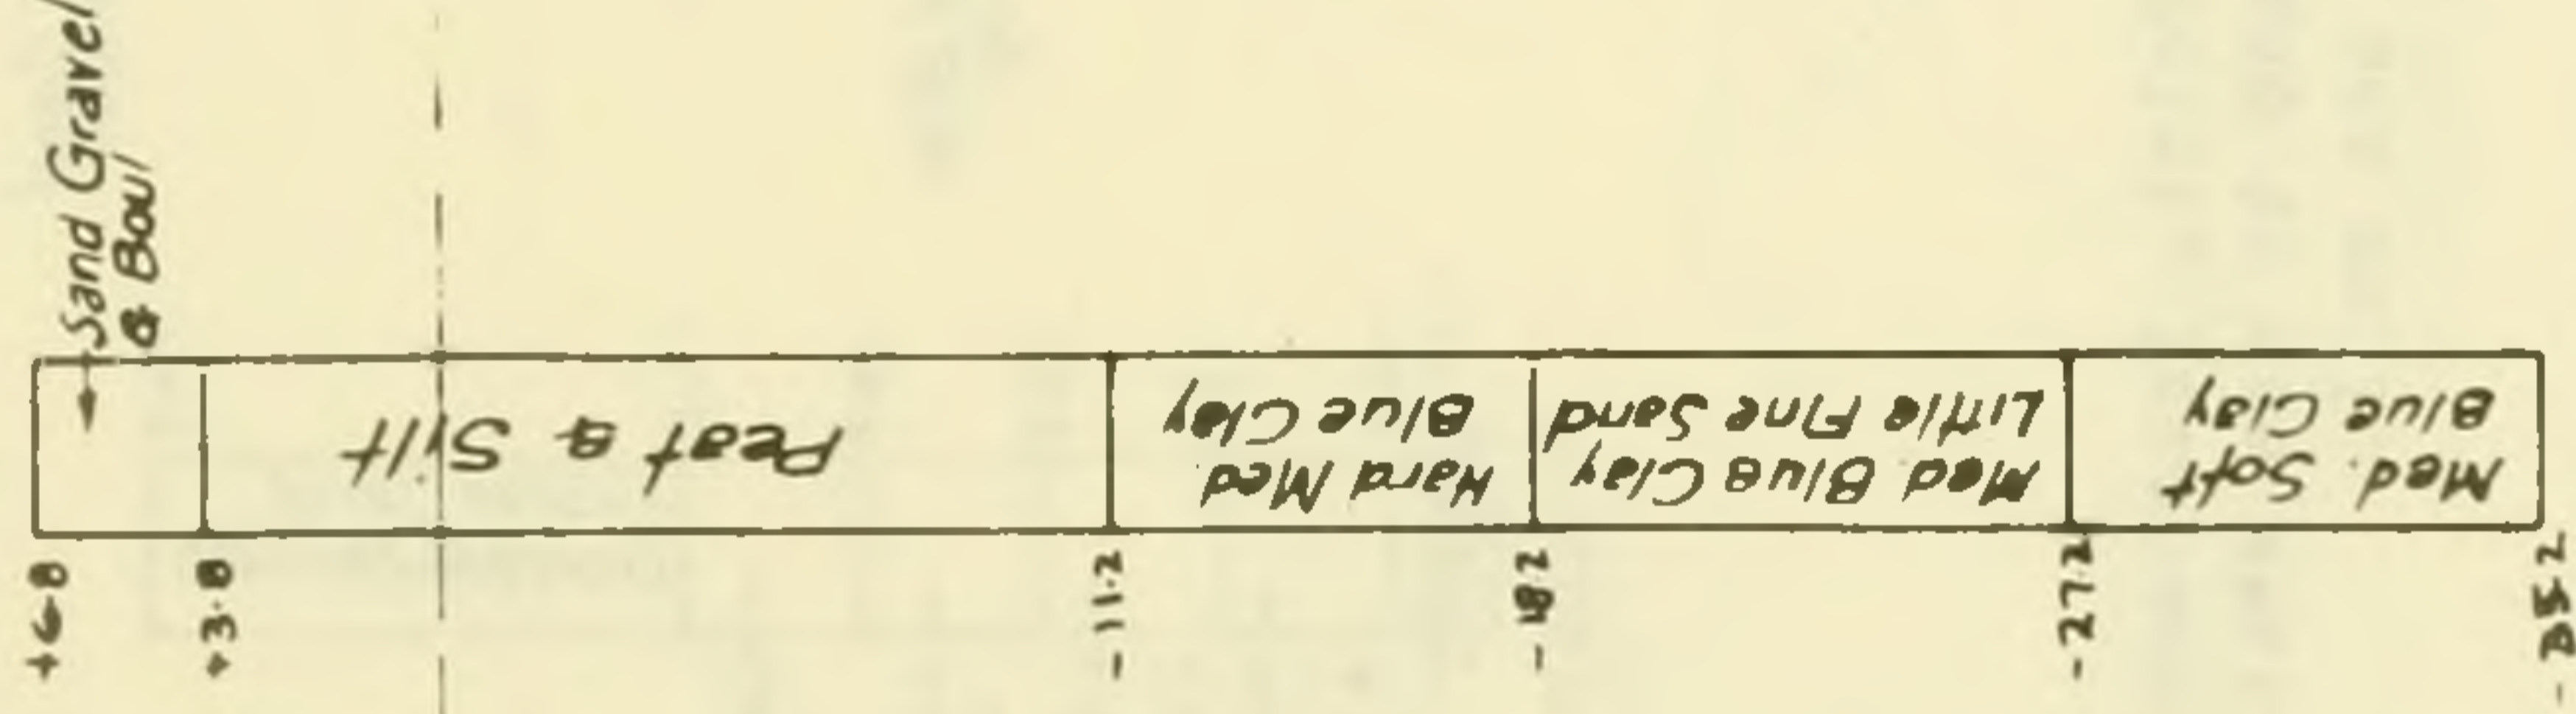 Sand Gravel
& Boul
Peat & Silt
Hard Med
Blue Clay
Med Blue Clay
Little Fine Sand
Med. Soft
Blue Clay
+6.8
+3.8
-11.2
-18.2
-27.2
-35.2